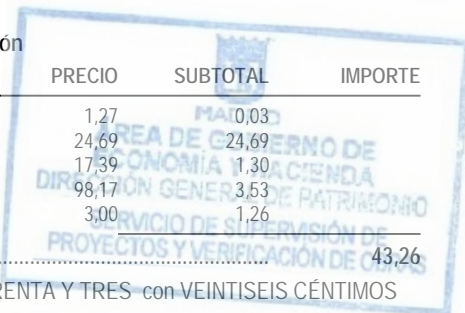 ón
PRECIO SUBTOTAL IMPORTE
MADRID
1,27 0,03
ÁREA DE GOBIERNO DE
24,69 24,69
ECONOMÍA Y HACIENDA
17,39 1,30
DIRECCIÓN GENERAL DE PATRIMONIO
98,17 3,53
3,00 1,26
SERVICIO DE SUPERVISIÓN DE
PROYECTOS Y VERIFICACIÓN DE OBRAS
43,26
RENTA Y TRES con VEINTISEIS CÉNTIMOS